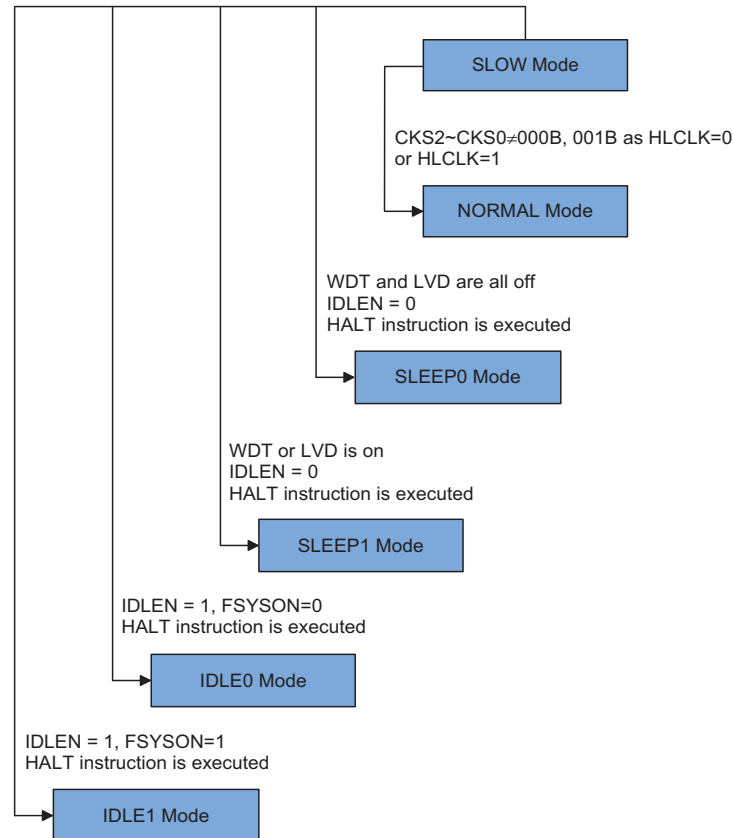 SLOW Mode
CKS2~CKS0≠000B, 001B as HLCLK=0
or HLCLK=1
NORMAL Mode
WDT and LVD are all off
IDLEN = 0
HALT instruction is executed
SLEEP0 Mode
WDT or LVD is on
IDLEN = 0
HALT instruction is executed
SLEEP1 Mode
IDLEN = 1, FSYSON=0
HALT instruction is executed
IDLE0 Mode
IDLEN = 1, FSYSON=1
HALT instruction is executed
IDLE1 Mode